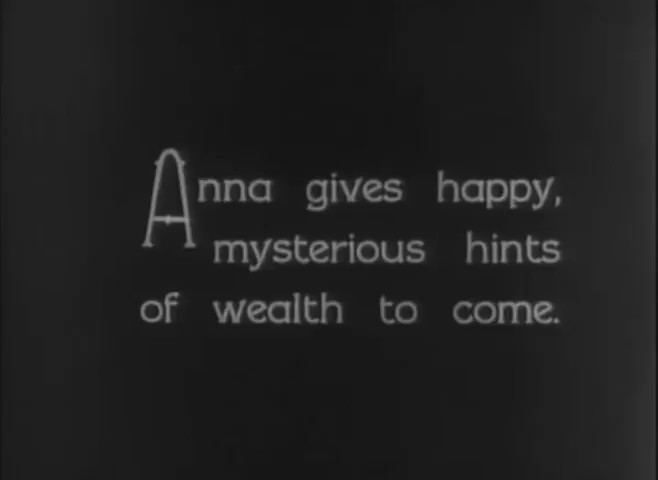 Anna gives happy,
mysterious hints
of wealth to come.